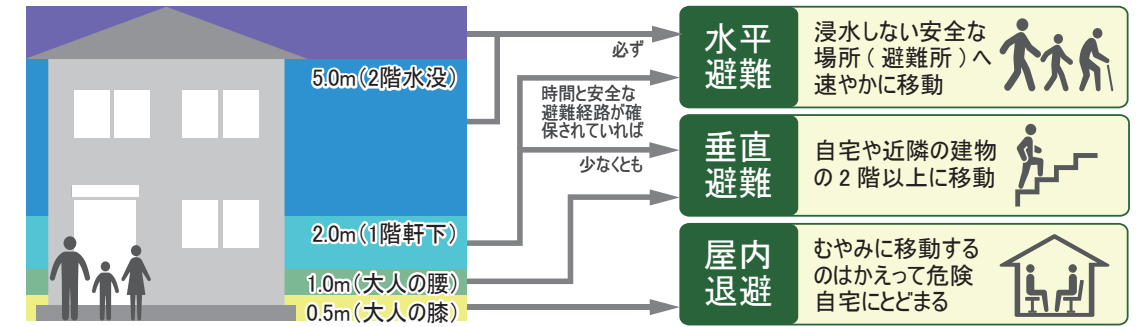 5.0m(2階水没)
2.0m(1階軒下)
1.0m(大人の腰)
0.5m(大人の膝)
必ず
時間と安全な
避難経路が確
保されていれば
少なくとも
水平
避難
浸水しない安全な
場所(避難所)へ
速やかに移動
垂直
避難
自宅や近隣の建物
の2階以上に移動
屋内
退避
むやみに移動する
のはかえって危険
自宅にとどまる